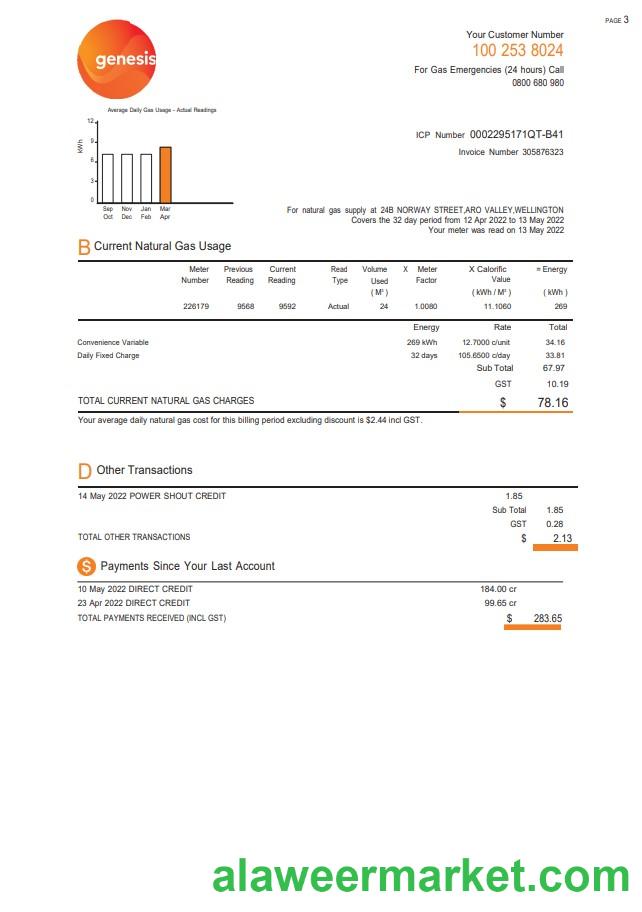 PAGE 3
genesis
Your Customer Number
100 253 8024
For Gas Emergencies (24 hours) Call
0800 680 980
Average Daily Gas Usage - Actual Readings
kWh
12
9
6
3
0
Sep Nov Jan Mar
Oct Dec Feb Apr
ICP Number 0002295171QT-B41
Invoice Number 305876323
For natural gas supply at 24B NORWAY STREET,ARO VALLEY,WELLINGTON
Covers the 32 day period from 12 Apr 2022 to 13 May 2022
Your meter was read on 13 May 2022
B Current Natural Gas Usage
Meter Previous Current Read Volume X Meter X Calorific = Energy
Number Reading Reading Type Used Factor Value
( M³ ) ( kWh / M³ ) ( kWh )
226179 9568 9592 Actual 24 1.0080 11.1060 269
Energy Rate Total
Convenience Variable 269 kWh 12.7000 c/unit 34.16
Daily Fixed Charge 32 days 105.6500 c/day 33.81
Sub Total 67.97
GST 10.19
TOTAL CURRENT NATURAL GAS CHARGES $ 78.16
Your average daily natural gas cost for this billing period excluding discount is $2.44 incl GST.
D Other Transactions
14 May 2022 POWER SHOUT CREDIT 1.85
Sub Total 1.85
GST 0.28
TOTAL OTHER TRANSACTIONS $ 2.13
$ Payments Since Your Last Account
10 May 2022 DIRECT CREDIT 184.00 cr
23 Apr 2022 DIRECT CREDIT 99.65 cr
TOTAL PAYMENTS RECEIVED (INCL GST) $ 283.65
alaweermarket.com